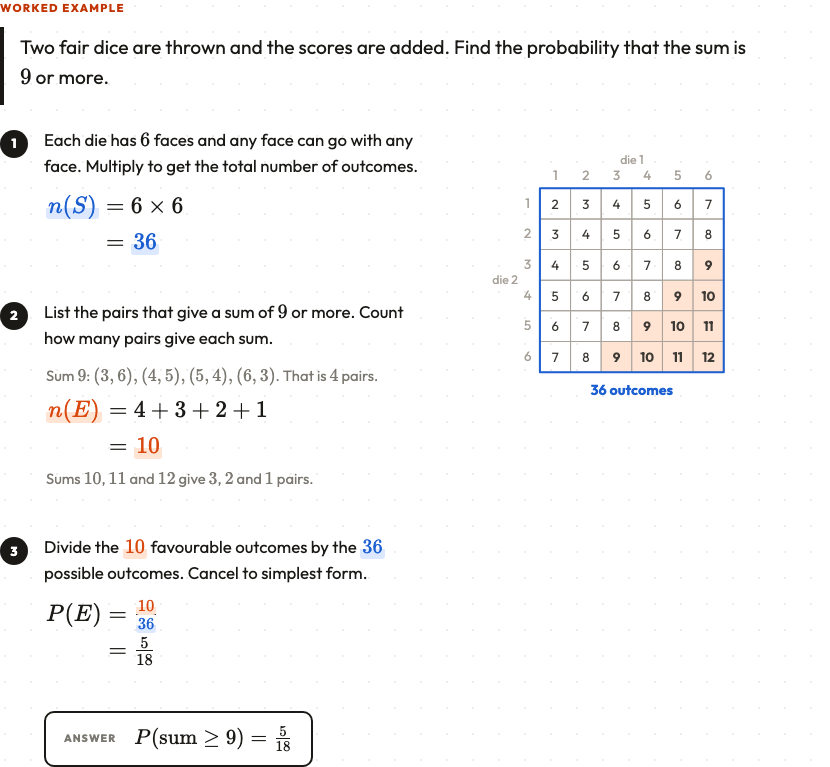 WORKED EXAMPLE
Two fair dice are thrown and the scores are added. Find the probability that the sum is
9 or more.
1
Each die has 6 faces and any face can go with any
face. Multiply to get the total number of outcomes.
n(S) = 6 × 6
= 36
2
List the pairs that give a sum of 9 or more. Count
how many pairs give each sum.
Sum 9: (3, 6), (4, 5), (5, 4), (6, 3). That is 4 pairs.
n(E) = 4 + 3 + 2 + 1
= 10
Sums 10, 11 and 12 give 3, 2 and 1 pairs.
3
Divide the 10 favourable outcomes by the 36
possible outcomes. Cancel to simplest form.
P(E) = 10/36
= 5/18
ANSWER P(sum ≥ 9) = 5/18
die 1
1 2 3 4 5 6
1 2 3 4 5 6 7
2 3 4 5 6 7 8
3 4 5 6 7 8 9
die 2
4 5 6 7 8 9 10
5 6 7 8 9 10 11
6 7 8 9 10 11 12
36 outcomes